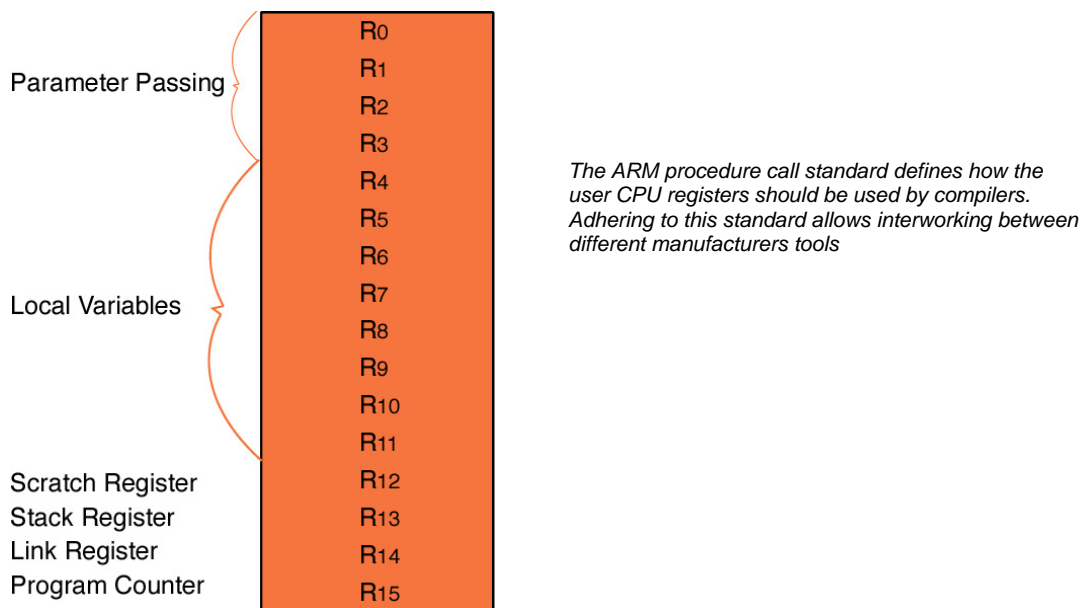 Parameter Passing
Local Variables
Scratch Register
Stack Register
Link Register
Program Counter
R0
R1
R2
R3
R4
R5
R6
R7
R8
R9
R10
R11
R12
R13
R14
R15
The ARM procedure call standard defines how the
user CPU registers should be used by compilers.
Adhering to this standard allows interworking between
different manufacturers tools